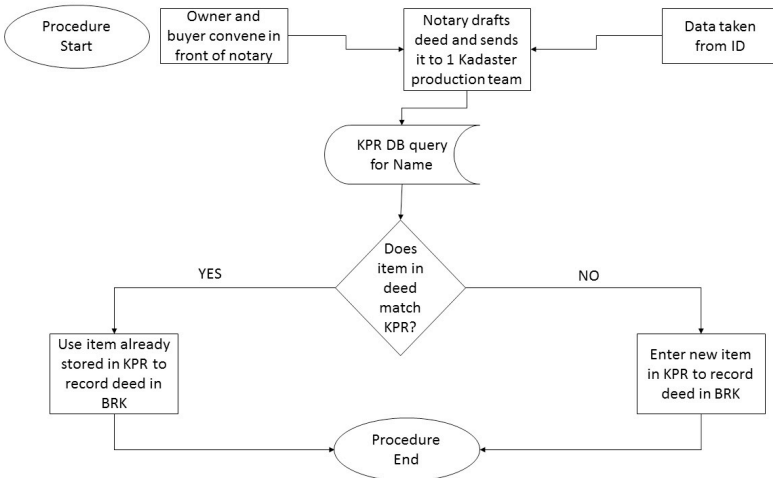 Procedure
Start
Owner and
buyer convene in
front of notary
Notary drafts
deed and sends
it to 1 Kadaster
production team
Data taken
from ID
KPR DB query
for Name
Does
item in
deed
match
KPR?
YES
NO
Use item already
stored in KPR to
record deed in
BRK
Enter new item
in KPR to record
deed in BRK
Procedure
End